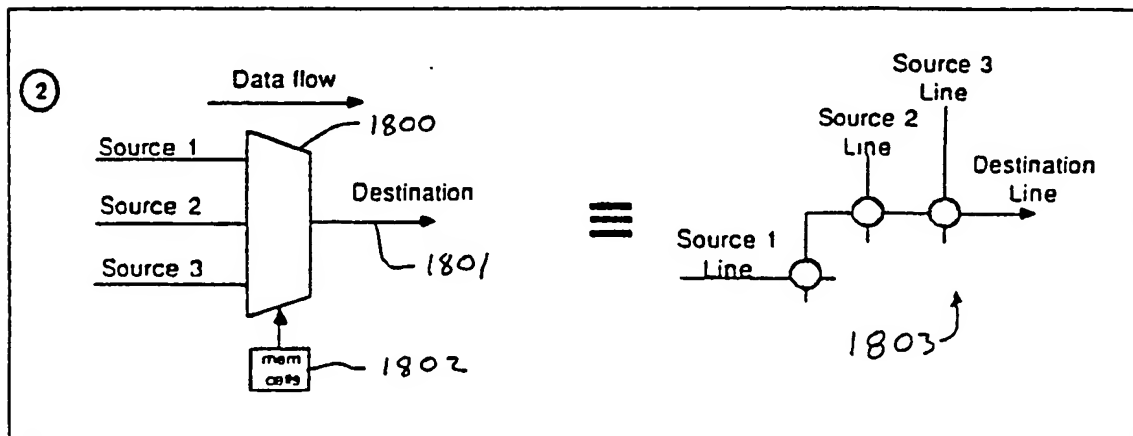 2
Data flow
1800
Source 1
Source 2
Source 3
Destination
1801
mem
cells
1802
≡
Source 3
Line
Source 2
Line
Destination
Line
Source 1
Line
1803